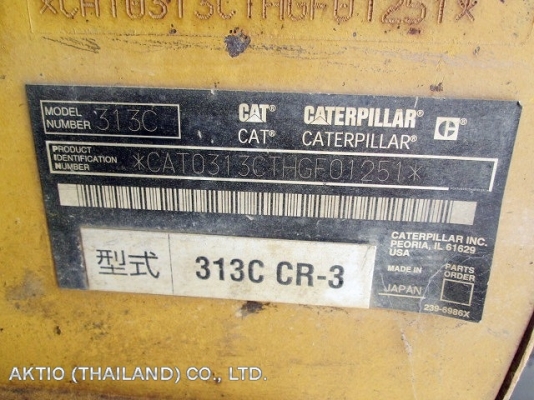 *CAT0313CTHGF01251*
MODEL NUMBER 313C
CAT CATERPILLAR C
CAT® CATERPILLAR®
PRODUCT IDENTIFICATION NUMBER *CAT0313CTHGF01251*
CATERPILLAR INC.
PEORIA, IL 61629
USA
型式 313C CR-3
MADE IN JAPAN
PARTS ORDER
239-6986X
AKTIO (THAILAND) CO., LTD.